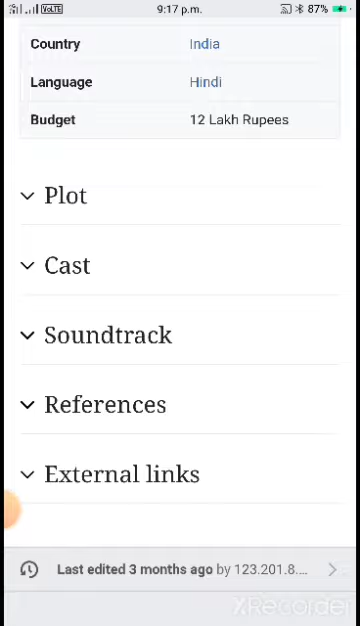 VoLTE 9:17 p.m. 87%
Country India
Language Hindi
Budget 12 Lakh Rupees
Plot
Cast
Soundtrack
References
External links
Last edited 3 months ago by 123.201.8....
XRecorder